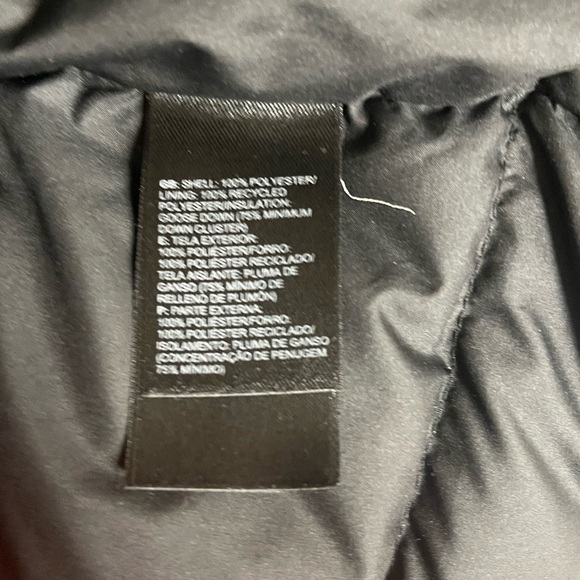 GB: SHELL: 100% POLYESTER/
LINING: 100% RECYCLED
POLYESTER/INSULATION:
GOOSE DOWN (75% MINIMUM
DOWN CLUSTER)
E: TELA EXTERIOR:
100% POLIÉSTER/FORRO:
100% POLIÉSTER RECICLADO/
TELA AISLANTE: PLUMA DE
GANSO (75% MÍNIMO DE
RELLENO DE PLUMÓN)
P: PARTE EXTERNA:
100% POLIÉSTER/FORRO:
100% POLIÉSTER RECICLADO/
ISOLAMENTO: PLUMA DE GANSO
(CONCENTRAÇÃO DE PENUGEM
75% MÍNIMO)